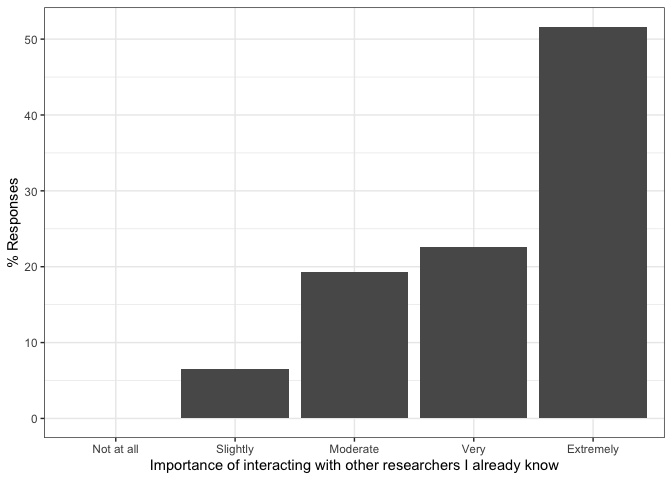 50
40
30
20
10
0
% Responses
Not at all Slightly Moderate Very Extremely
Importance of interacting with other researchers I already know